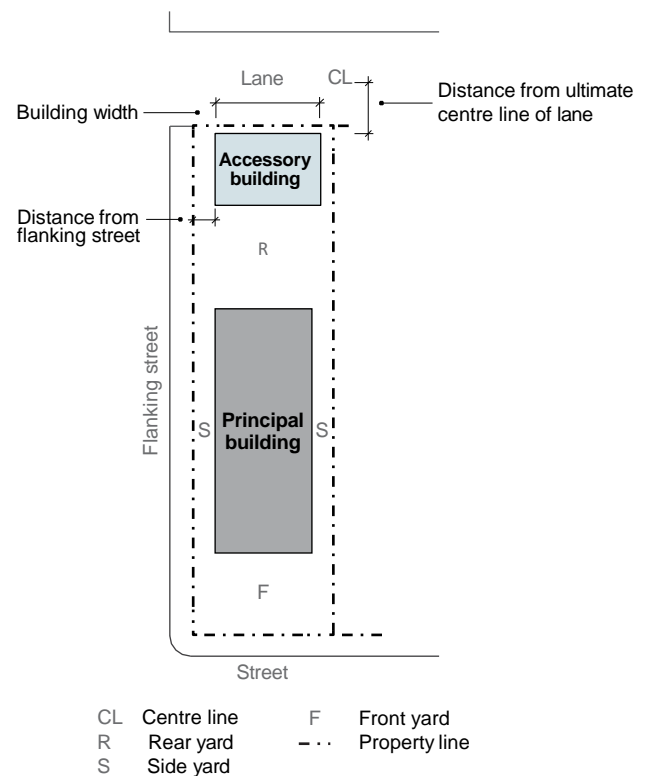 Lane
CL
Distance from ultimate
centre line of lane
Building width
Accessory
building
Distance from
flanking street
R
Flanking street
S
Principal
building
S
F
Street
CL Centre line
R Rear yard
S Side yard
F Front yard
Property line